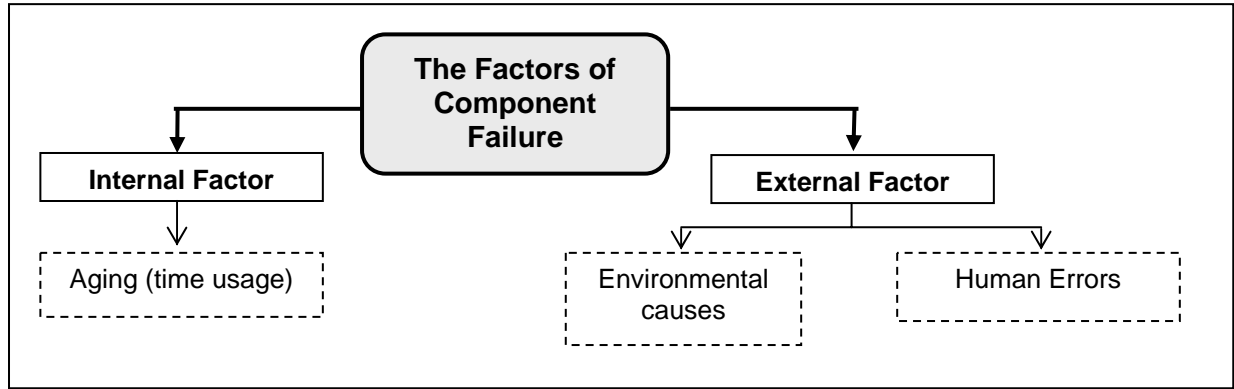 The Factors of
Component
Failure
Internal Factor
External Factor
Aging (time usage)
Environmental
causes
Human Errors